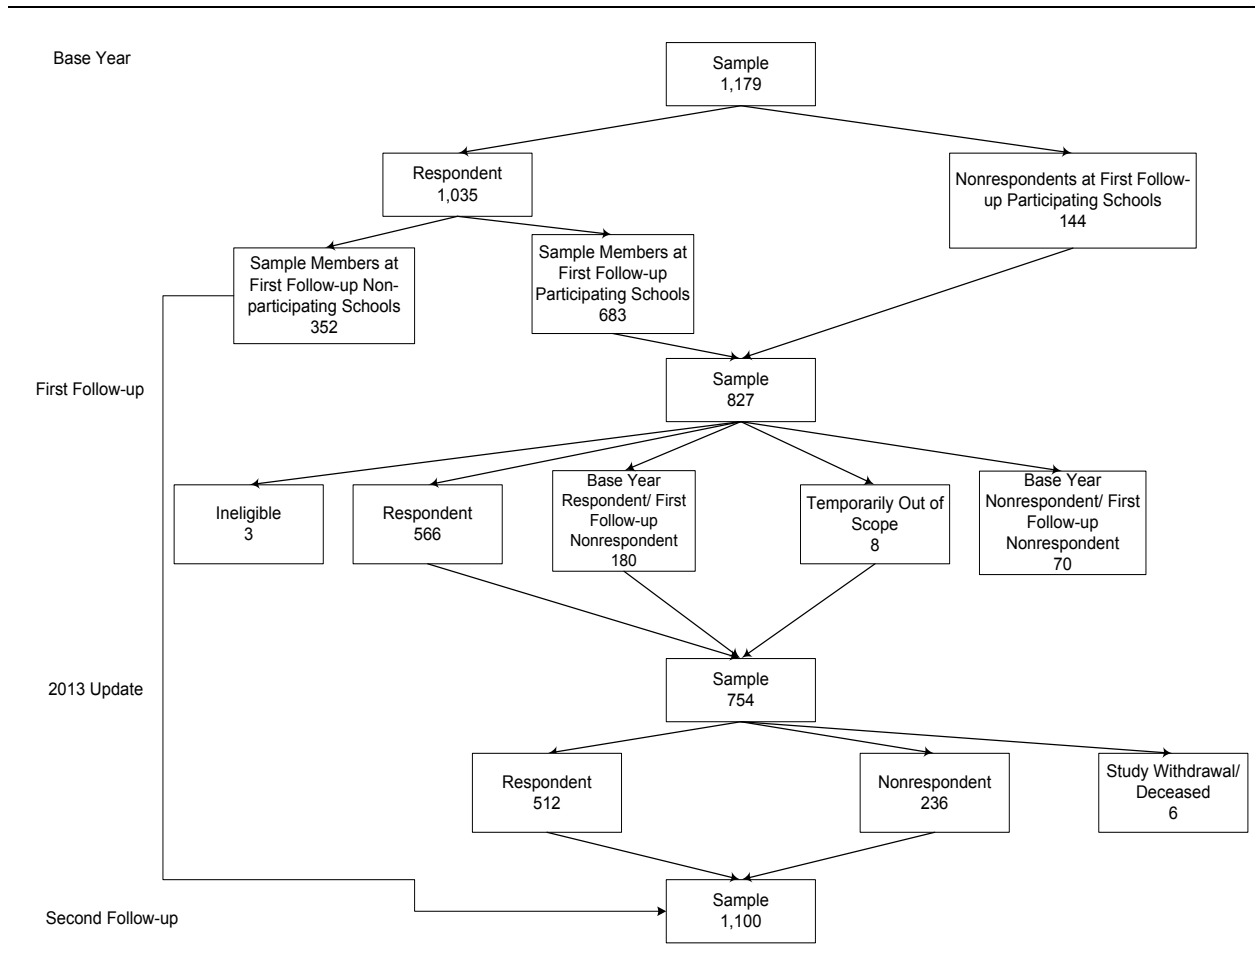 Base Year
Sample
1,179
Respondent
1,035
Nonrespondents at First Follow-
up Participating Schools
144
Sample Members at
First Follow-up Non-
participating Schools
352
Sample Members at
First Follow-up
Participating Schools
683
First Follow-up
Sample
827
Ineligible
3
Respondent
566
Base Year
Respondent/ First
Follow-up
Nonrespondent
180
Temporarily Out of
Scope
8
Base Year
Nonrespondent/ First
Follow-up
Nonrespondent
70
2013 Update
Sample
754
Respondent
512
Nonrespondent
236
Study Withdrawal/
Deceased
6
Second Follow-up
Sample
1,100